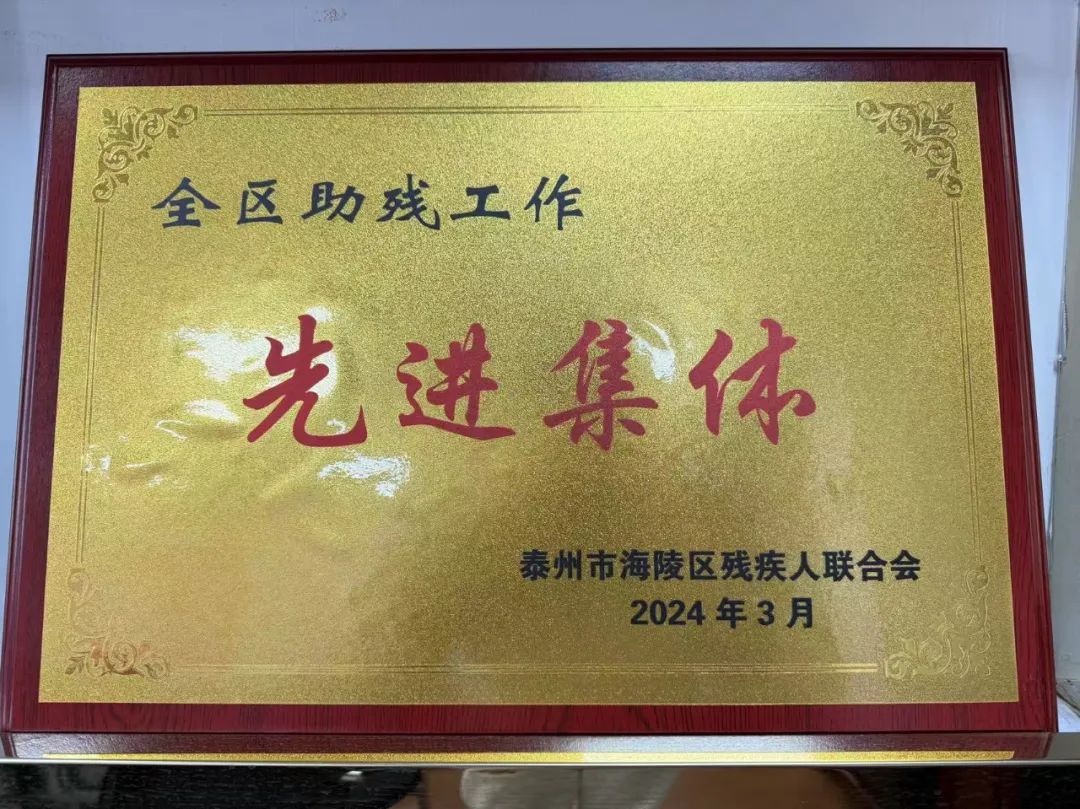 全区助残工作
先进集体
泰州市海陵区残疾人联合会
2024年3月